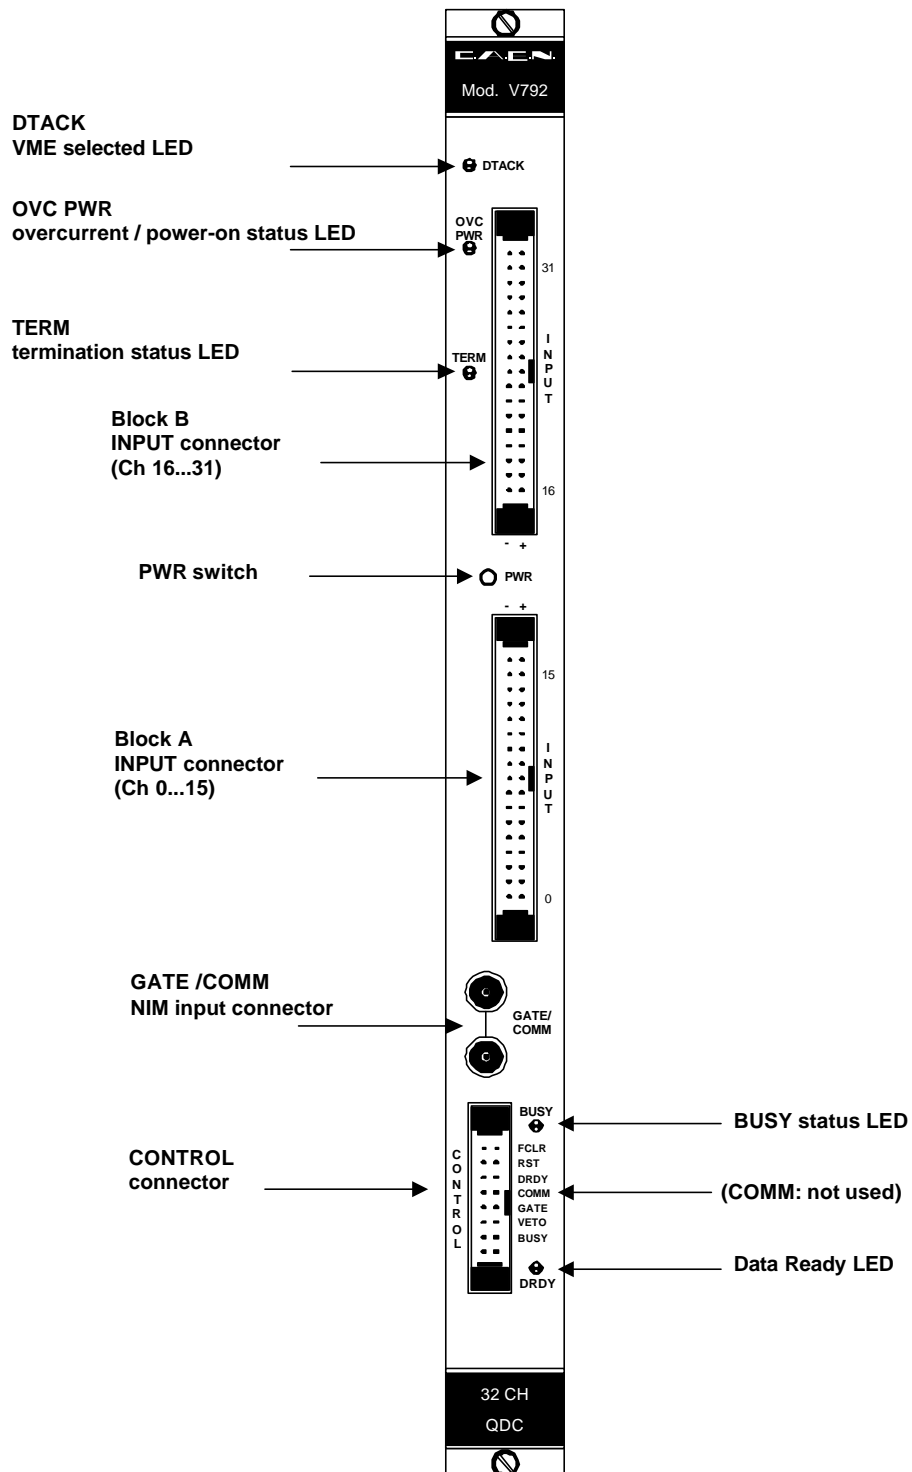 C.A.E.N.
Mod. V792
DTACK
VME selected LED
DTACK
OVC PWR
overcurrent / power-on status LED
OVC
PWR
31
TERM
termination status LED
TERM
I
N
P
U
T
Block B
INPUT connector
(Ch 16...31)
16
- +
PWR switch
PWR
- +
15
Block A
INPUT connector
(Ch 0...15)
I
N
P
U
T
0
GATE /COMM
NIM input connector
GATE/
COMM
BUSY
BUSY status LED
CONTROL
connector
C
O
N
T
R
O
L
FCLR
RST
DRDY
COMM
GATE
VETO
BUSY
(COMM: not used)
Data Ready LED
DRDY
32 CH
QDC